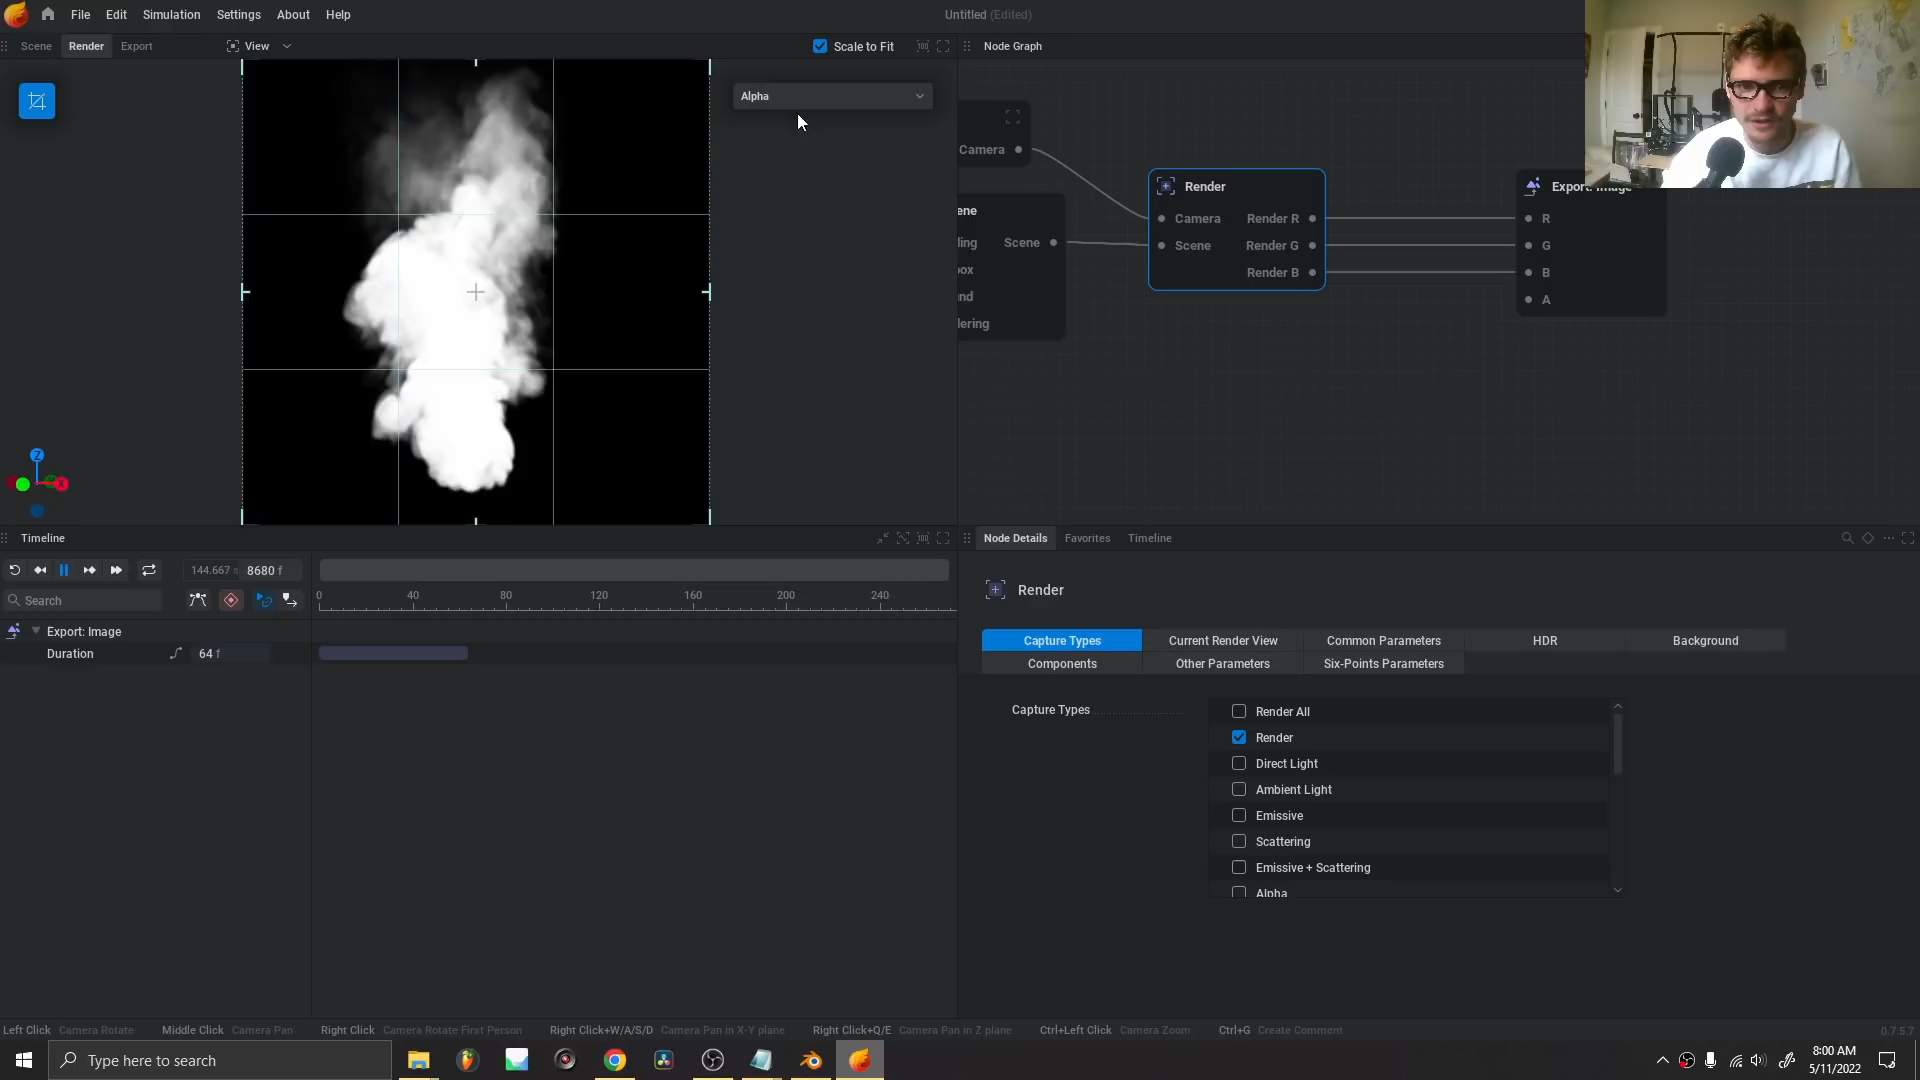 File Edit Simulation Settings About Help
Untitled (Edited)
Scene Render Export
View
Scale to Fit
Node Graph
Alpha
Camera
ene
ling Scene
ox
nd
lering
Render
Camera Render R
Scene Render G
Render B
R
G
B
A
Z
X
Timeline
144.667 s 8680 f
Search
0 40 80 120 160 200 240
Export: Image
Duration 64 f
Node Details Favorites Timeline
Render
Capture Types Current Render View Common Parameters HDR Background
Components Other Parameters Six-Points Parameters
Capture Types
Render All
Render
Direct Light
Ambient Light
Emissive
Scattering
Emissive + Scattering
Alpha
Left Click Camera Rotate Middle Click Camera Pan Right Click Camera Rotate First Person Right Click+W/A/S/D Camera Pan in X-Y plane Right Click+Q/E Camera Pan in Z plane Ctrl+Left Click Camera Zoom Ctrl+G Create Comment
0.7.5.7
Type here to search
8:00 AM
5/11/2022